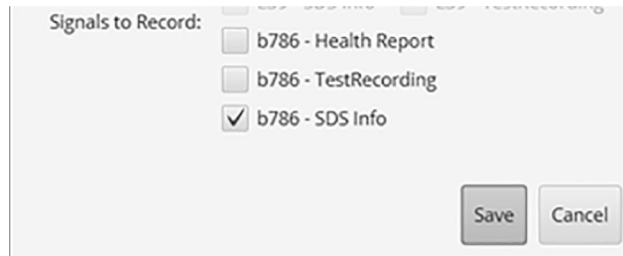 Signals to Record:
b786 - Health Report
b786 - TestRecording
b786 - SDS Info
Save
Cancel